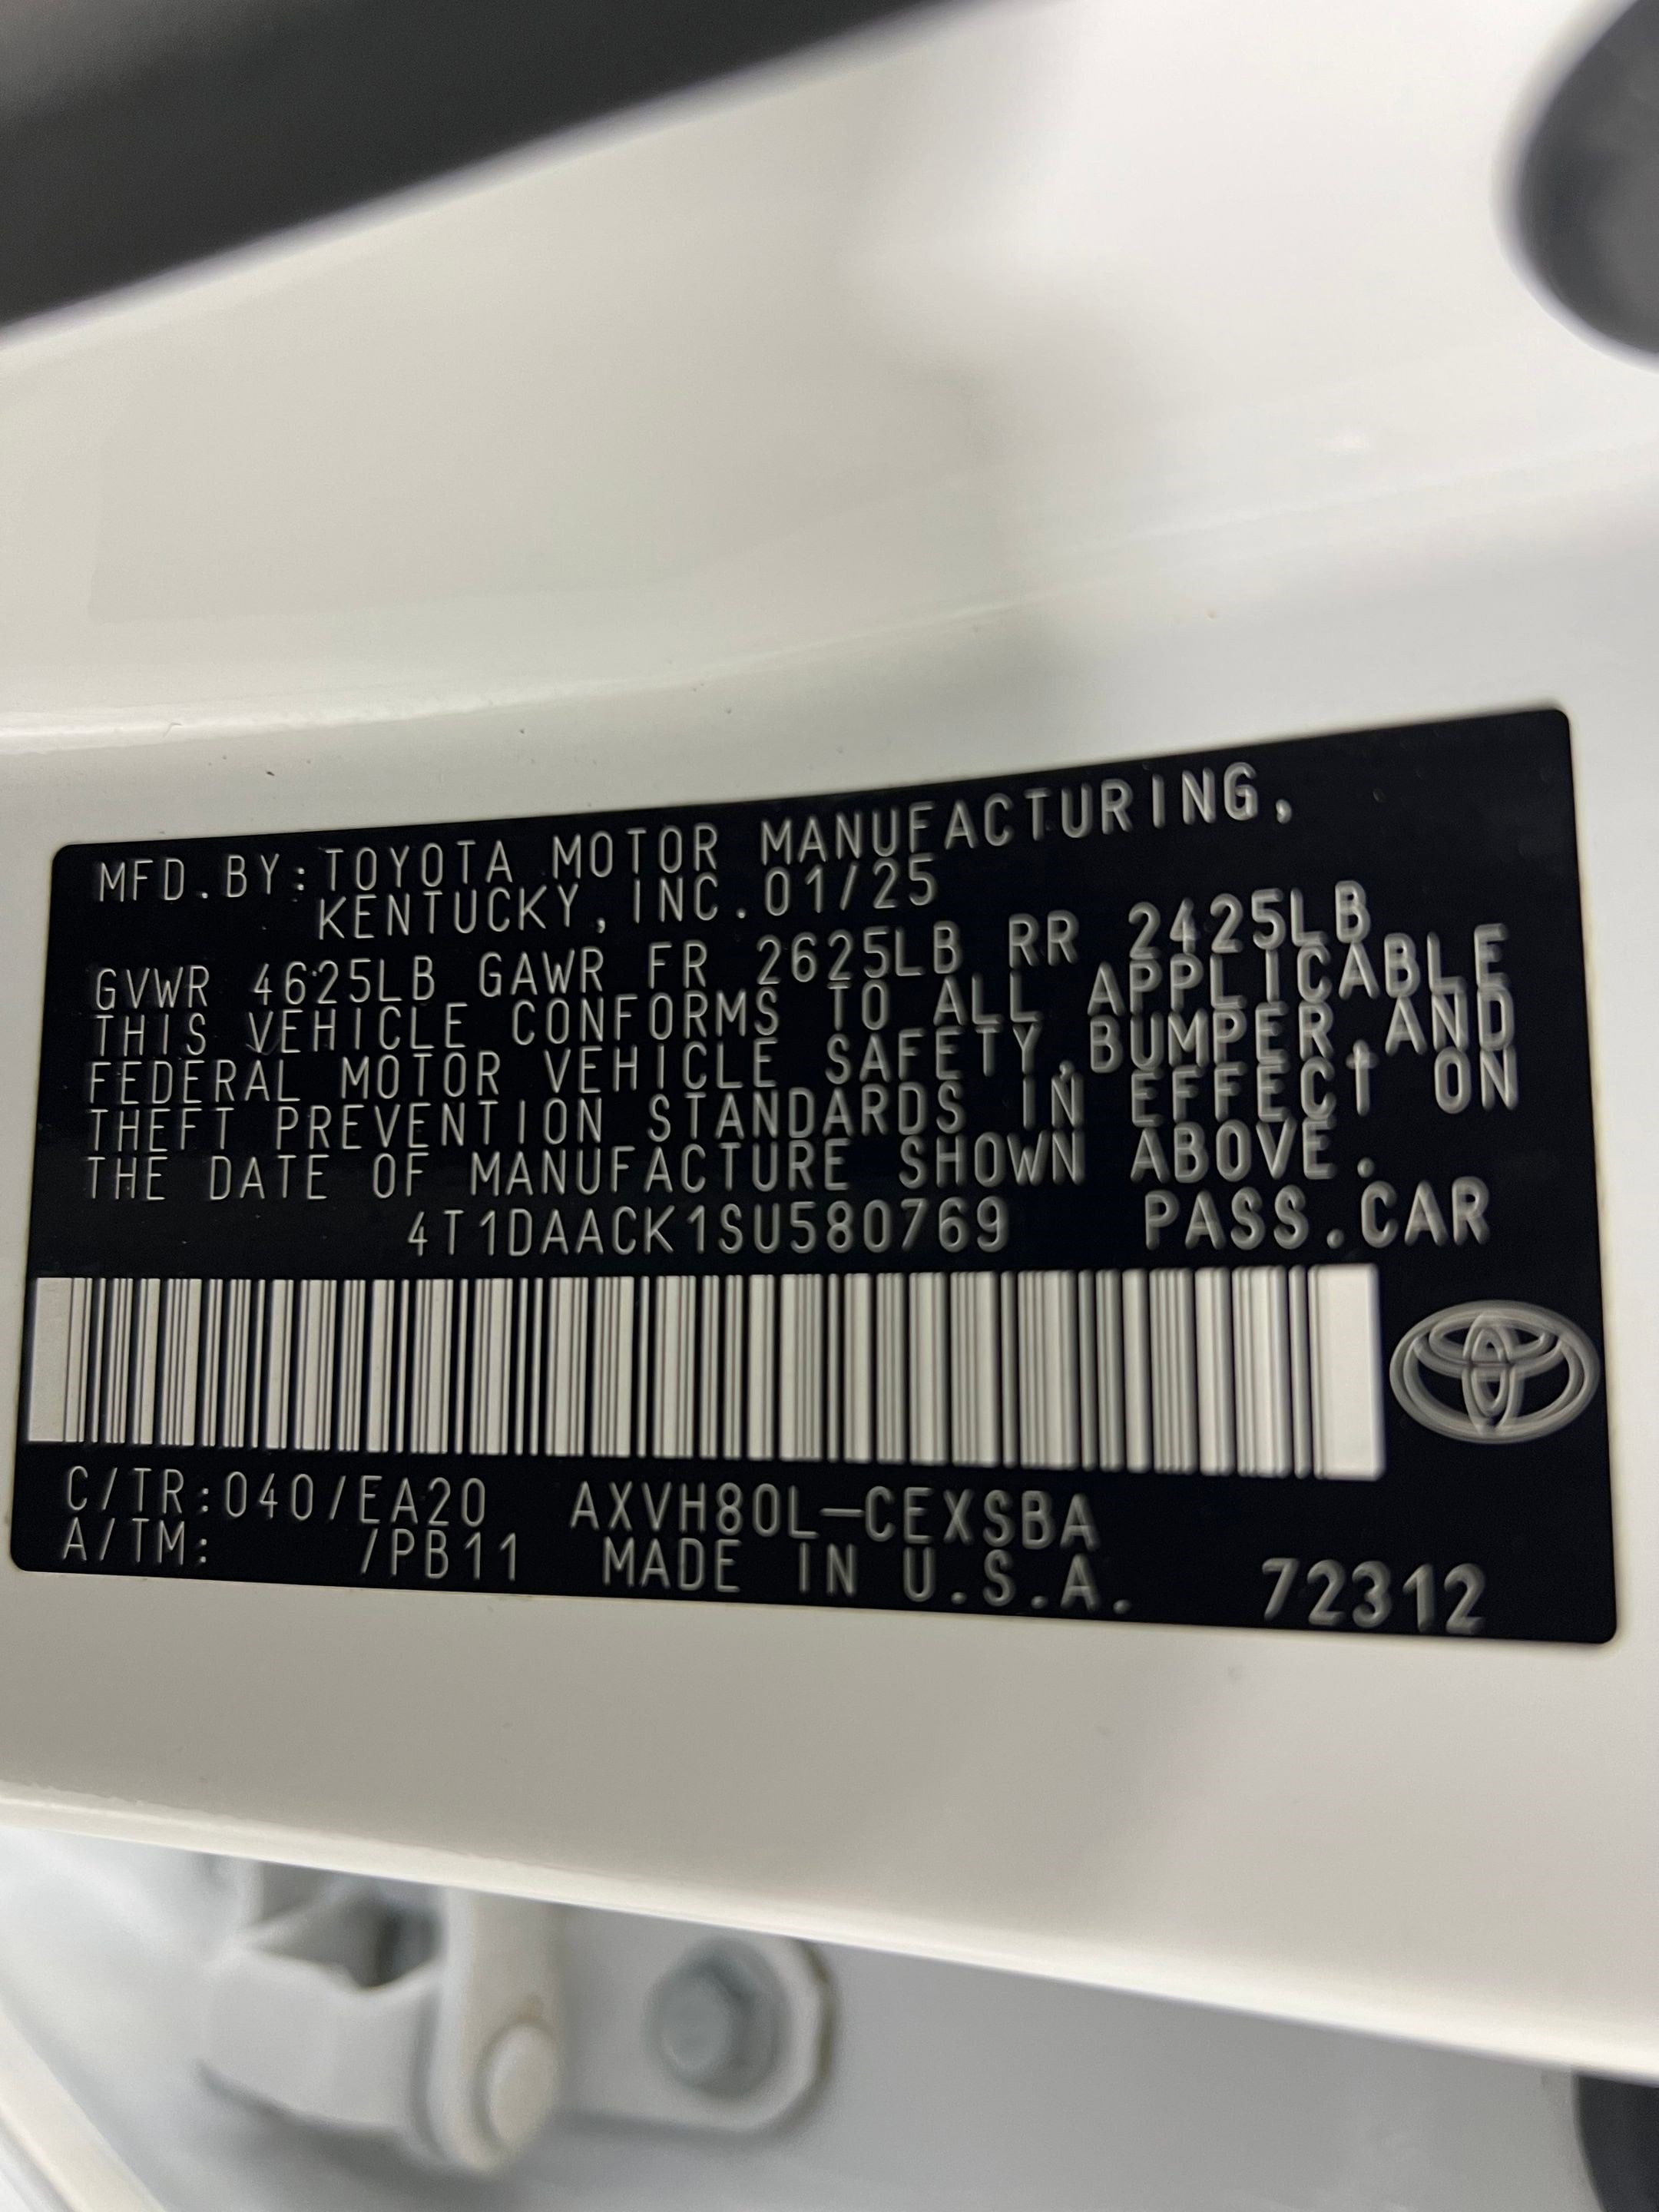 MFD.BY:TOYOTA MOTOR MANUFACTURING,
KENTUCKY,INC.01/25
GVWR 4625LB GAWR FR 2625LB RR 2425LB
THIS VEHICLE CONFORMS TO ALL APPLICABLE
FEDERAL MOTOR VEHICLE SAFETY,BUMPER,AND
THEFT PREVENTION STANDARDS IN EFFECT ON
THE DATE OF MANUFACTURE SHOWN ABOVE.
4T1DAACK1SU580769 PASS.CAR
C/TR:040/EA20 AXVH80L-CEXSBA
A/TM: /PB11 MADE IN U.S.A. 72312